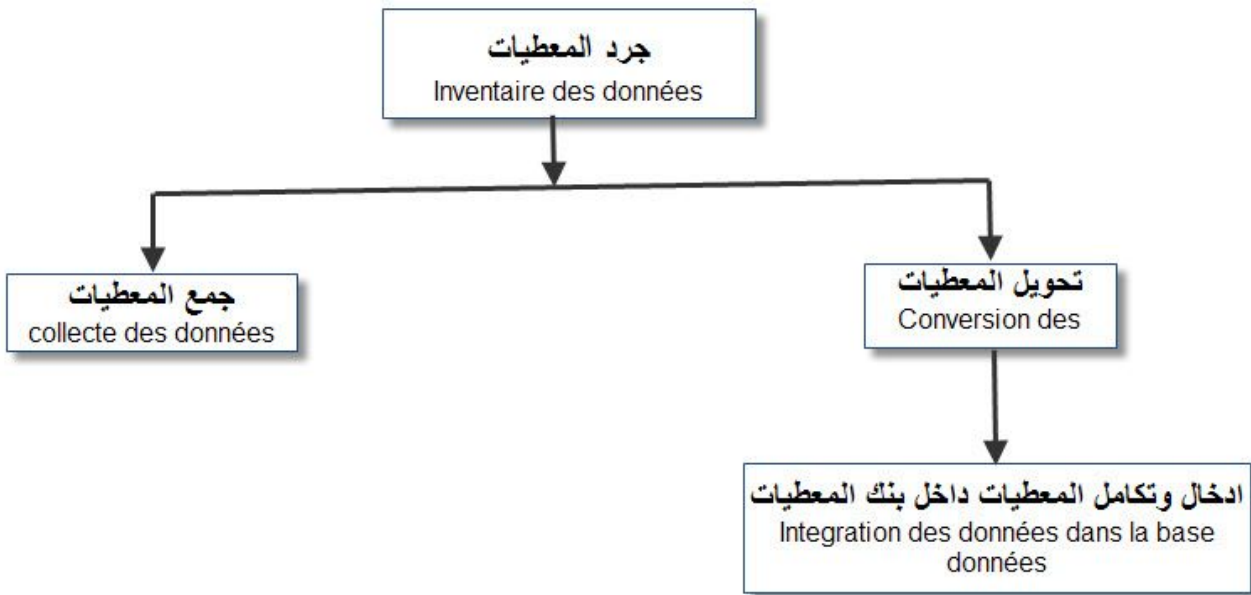 جرد المعطيات
Inventaire des données
جمع المعطيات
collecte des données
تحويل المعطيات
Conversion des
ادخال وتكامل المعطيات داخل بنك المعطيات
Integration des données dans la base
données